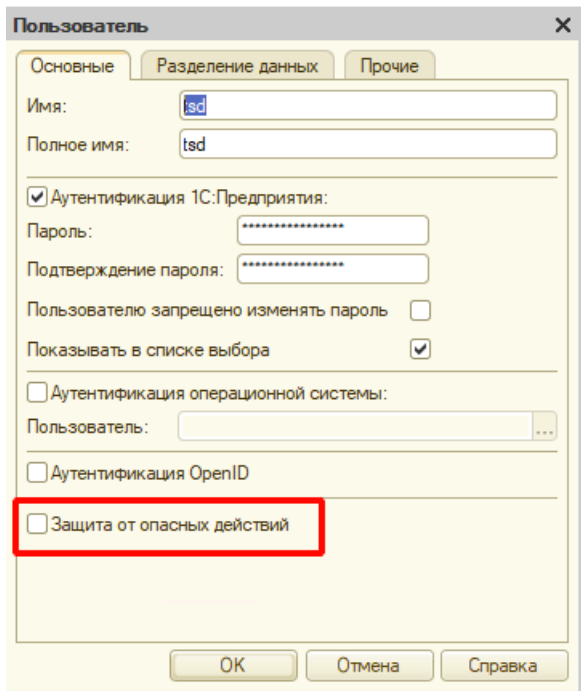 Пользователь
Основные Разделение данных Прочие
Имя: tsd
Полное имя: tsd
Аутентификация 1С:Предприятия:
Пароль: ****************
Подтверждение пароля: ****************
Пользователю запрещено изменять пароль
Показывать в списке выбора
Аутентификация операционной системы:
Пользователь: ...
Аутентификация OpenID
Защита от опасных действий
OK Отмена Справка